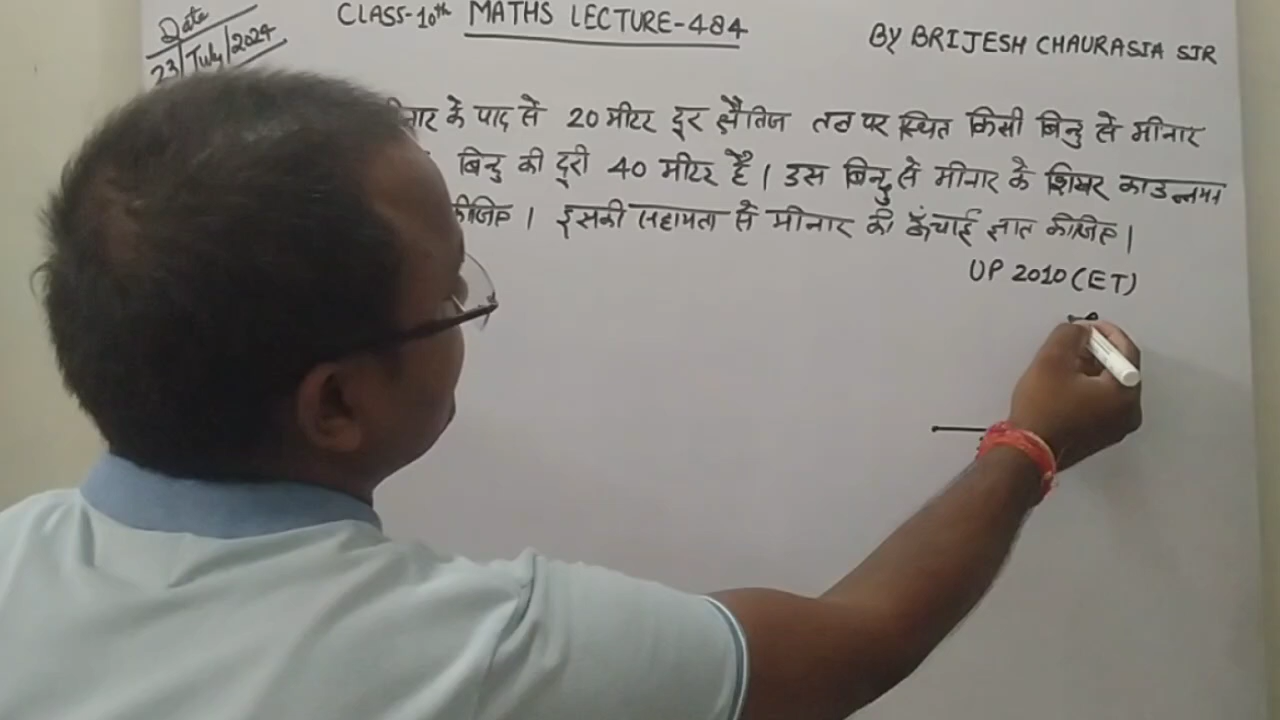 Date
23/July/2024
CLASS-10th MATHS LECTURE-484
BY BRIJESH CHAURASIA SIR
के पाद से 20 मीटर दूर क्षैतिज तल पर स्थित किसी बिन्दु से मीनार
बिन्दु की दूरी 40 मीटर है। उस बिन्दु से मीनार के शिखर का उन्नयन
कीजिए। इसकी सहायता से मीनार की ऊँचाई ज्ञात कीजिए।
UP 2010 (ET)